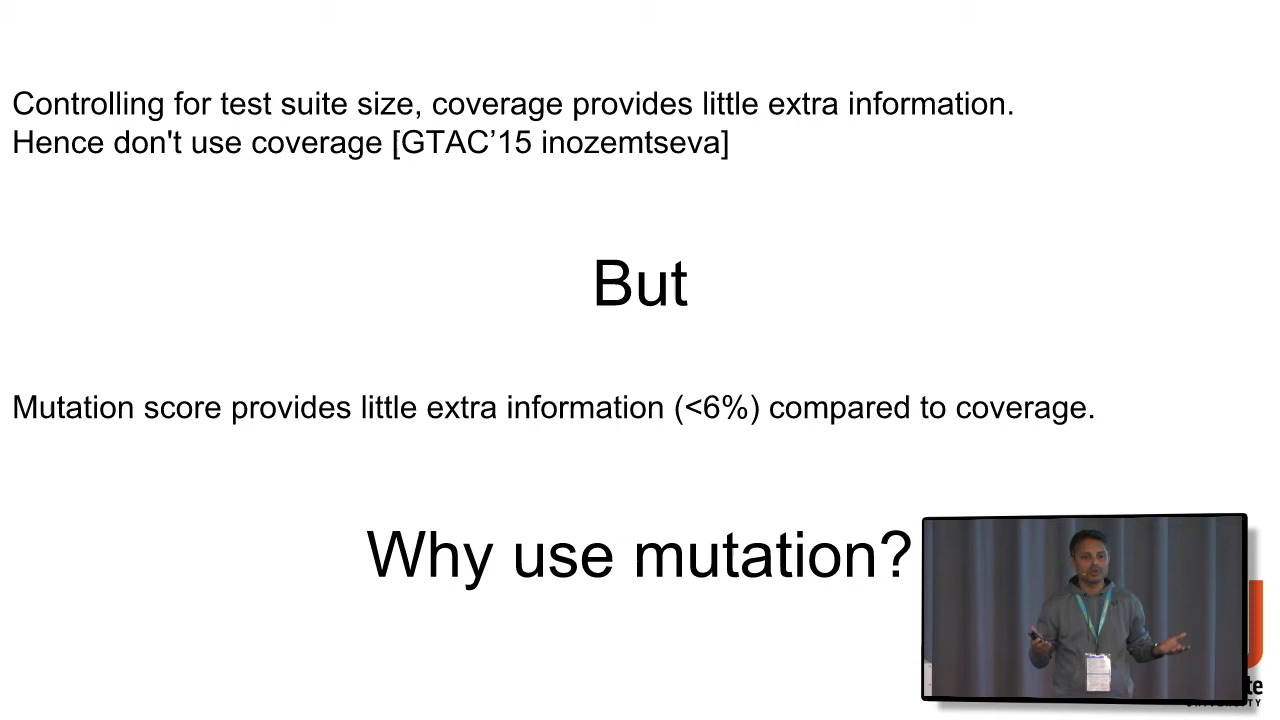 Controlling for test suite size, coverage provides little extra information.
Hence don't use coverage [GTAC’15 inozemtseva]
But
Mutation score provides little extra information (<6%) compared to coverage.
Why use mutation?